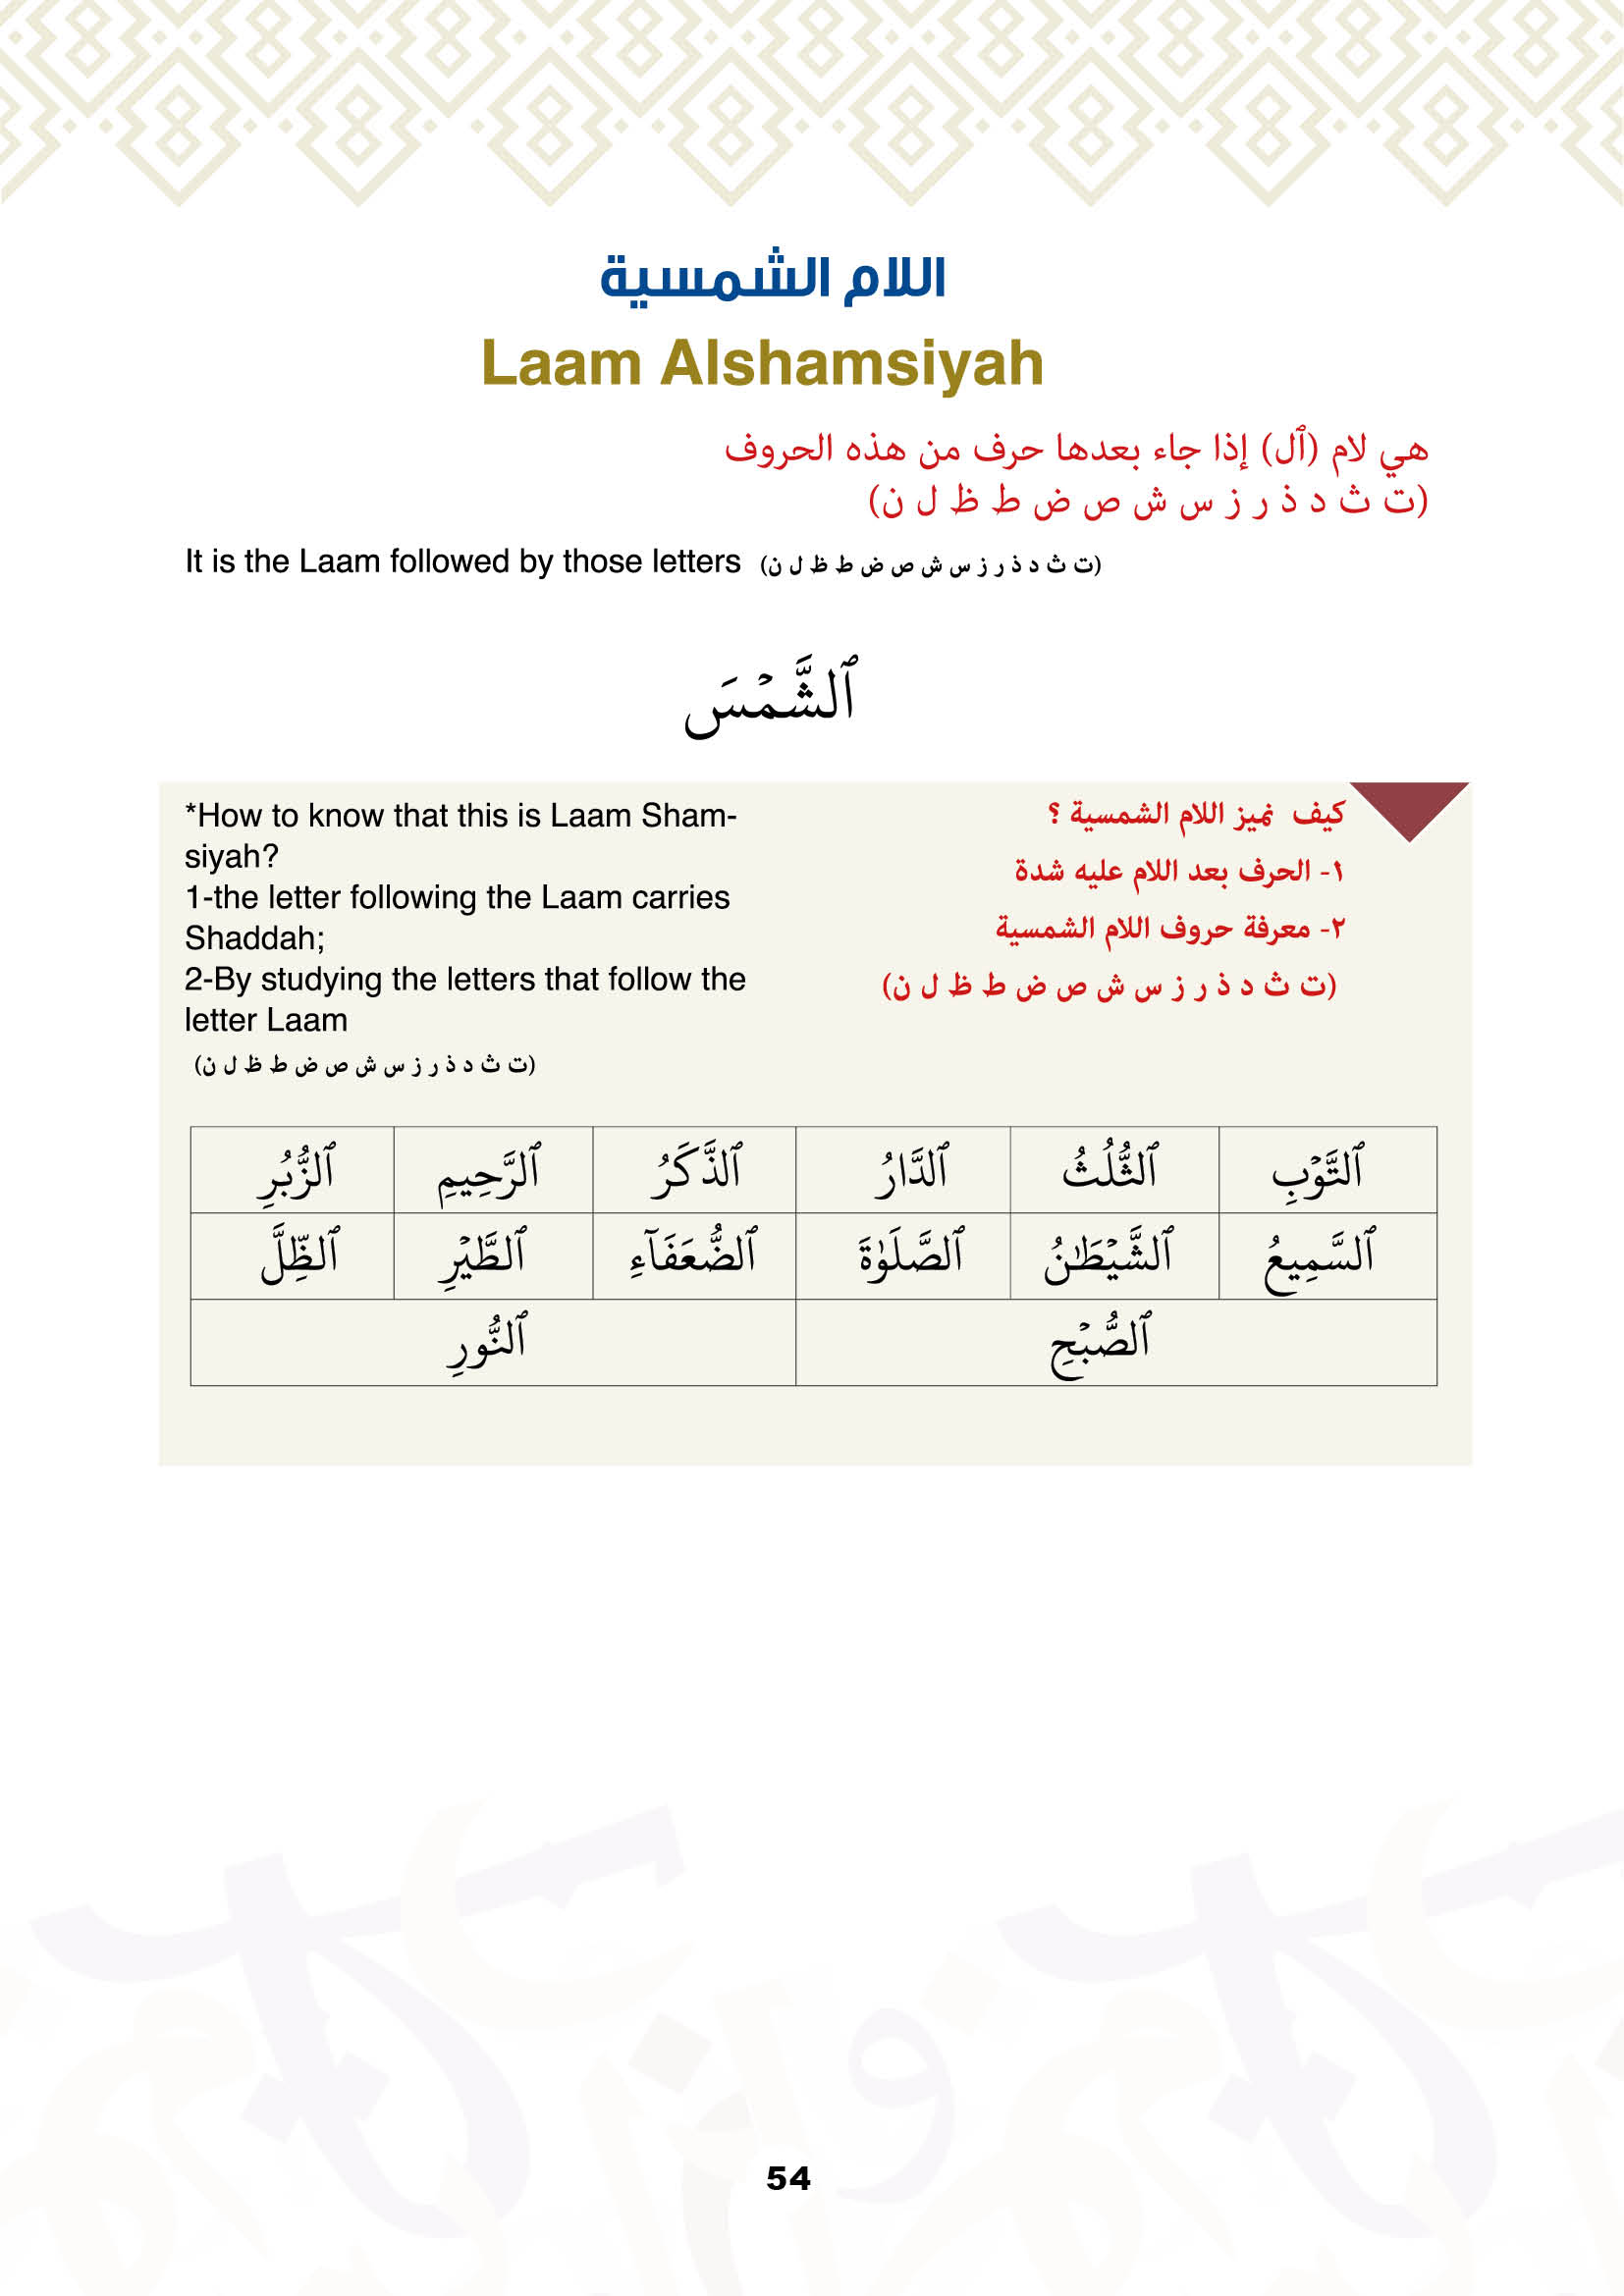 اللام الشمسية
Laam Alshamsiyah
هي لام (ٱل) إذا جاء بعدها حرف من هذه الحروف
(ت ث د ذ ر ز س ش ص ض ط ظ ل ن)
It is the Laam followed by those letters (ت ث د ذ ر ز س ش ص ض ط ظ ل ن)
ٱلشَّمْسَ
*How to know that this is Laam Sham-
siyah?
1-the letter following the Laam carries
Shaddah;
2-By studying the letters that follow the
letter Laam
(ت ث د ذ ر ز س ش ص ض ط ظ ل ن)
كيف نميز اللام الشمسية ؟
١- الحرف بعد اللام عليه شدة
٢- معرفة حروف اللام الشمسية
(ت ث د ذ ر ز س ش ص ض ط ظ ل ن)
ٱلتَّوْبِ ٱلثُّلُثُ ٱلدَّارُ ٱلذَّكَرُ ٱلرَّحِيمِ ٱلزُّبُرِ
ٱلسَّمِيعُ ٱلشَّيْطَٰنُ ٱلصَّلَوٰةَ ٱلضُّعَفَآءِ ٱلطَّيْرِ ٱلظِّلَّ
ٱلصُّبْحِ ٱلنُّورِ
54